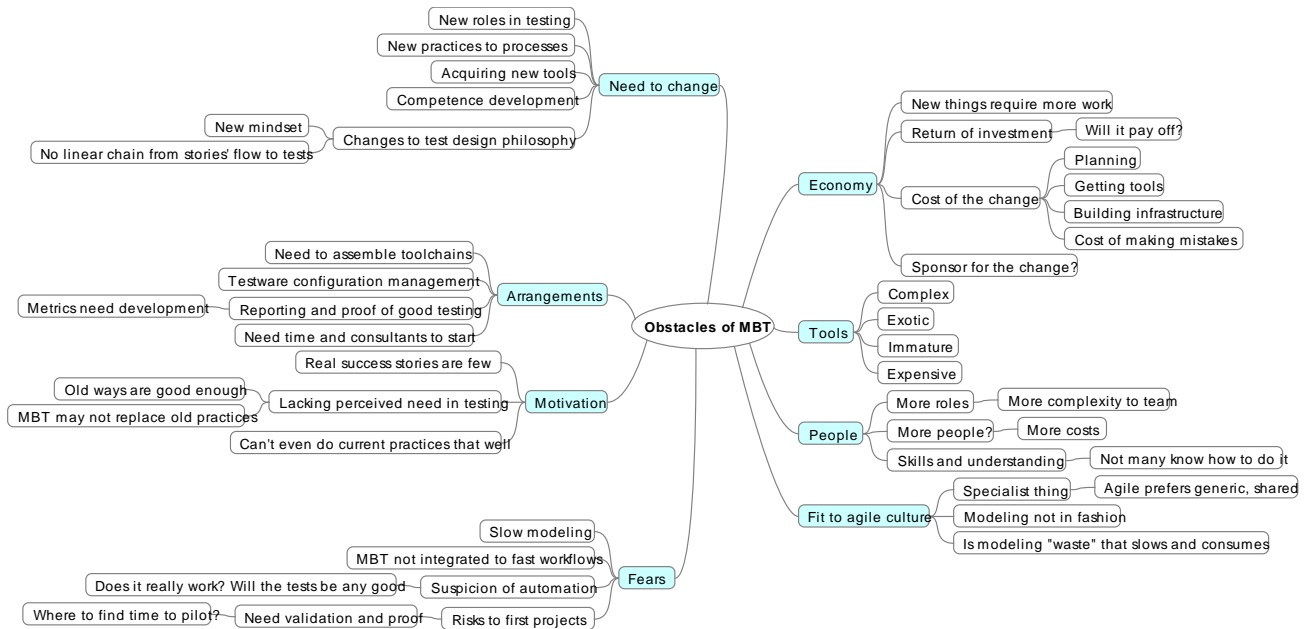 Obstacles of MBT
Need to change
New roles in testing
New practices to processes
Acquiring new tools
Competence development
Changes to test design philosophy
New mindset
No linear chain from stories' flow to tests
Arrangements
Need to assemble toolchains
Testware configuration management
Reporting and proof of good testing
Metrics need development
Need time and consultants to start
Motivation
Real success stories are few
Lacking perceived need in testing
Old ways are good enough
MBT may not replace old practices
Can't even do current practices that well
Fears
Slow modeling
MBT not integrated to fast workflows
Suspicion of automation
Does it really work? Will the tests be any good
Risks to first projects
Need validation and proof
Where to find time to pilot?
Economy
New things require more work
Return of investment
Will it pay off?
Cost of the change
Planning
Getting tools
Building infrastructure
Cost of making mistakes
Sponsor for the change?
Tools
Complex
Exotic
Immature
Expensive
People
More roles
More complexity to team
More people?
More costs
Skills and understanding
Not many know how to do it
Fit to agile culture
Specialist thing
Agile prefers generic, shared
Modeling not in fashion
Is modeling "waste" that slows and consumes